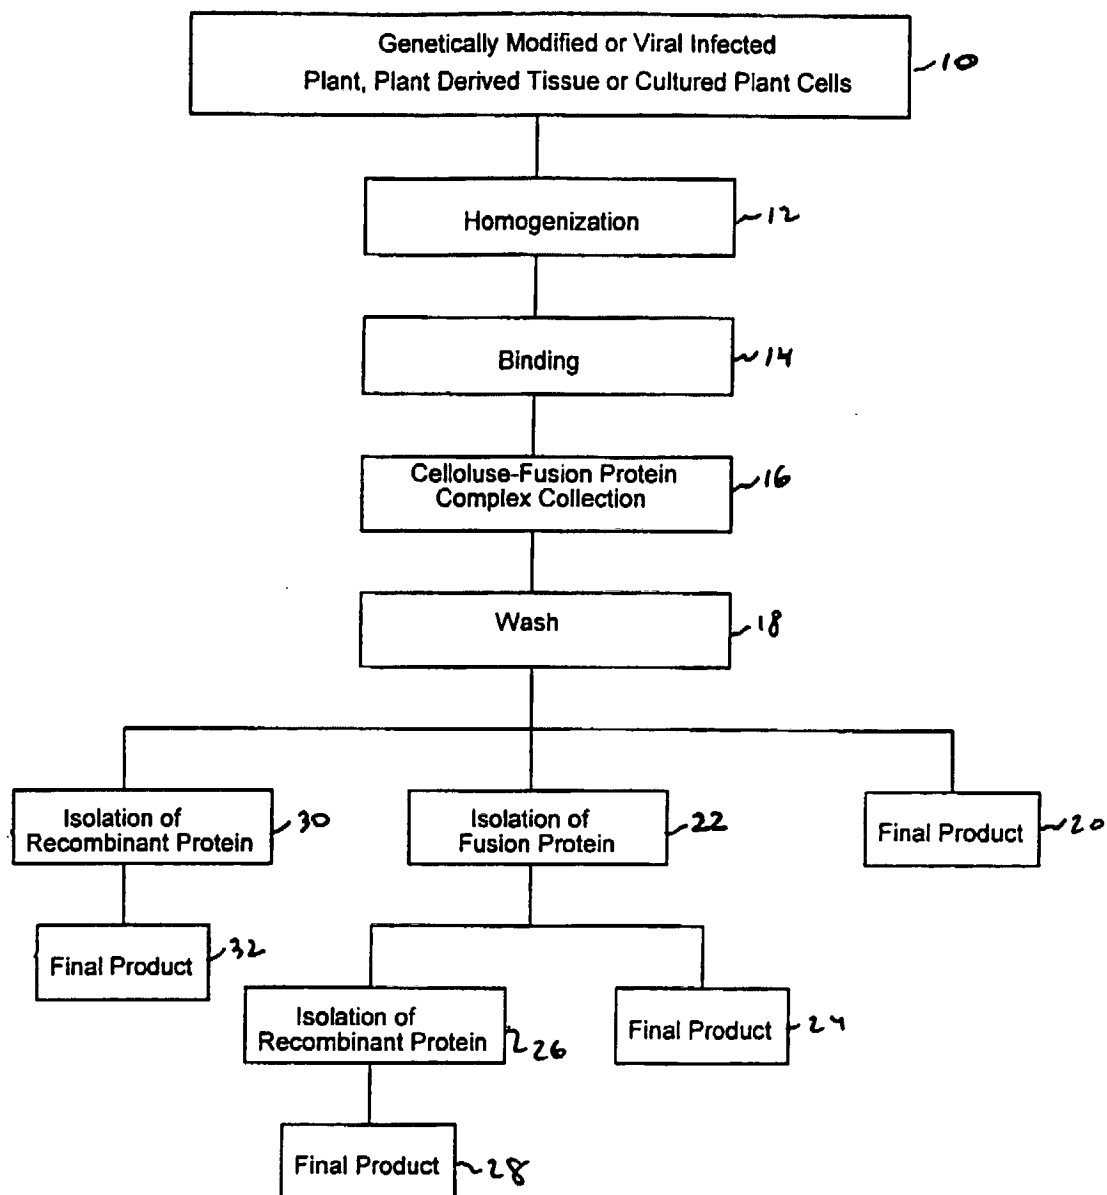 Genetically Modified or Viral Infected
Plant, Plant Derived Tissue or Cultured Plant Cells
10
Homogenization
12
Binding
14
Celloluse-Fusion Protein
Complex Collection
16
Wash
18
Isolation of
Recombinant Protein
30
Isolation of
Fusion Protein
22
Final Product
20
Final Product
32
Isolation of
Recombinant Protein
26
Final Product
24
Final Product
28